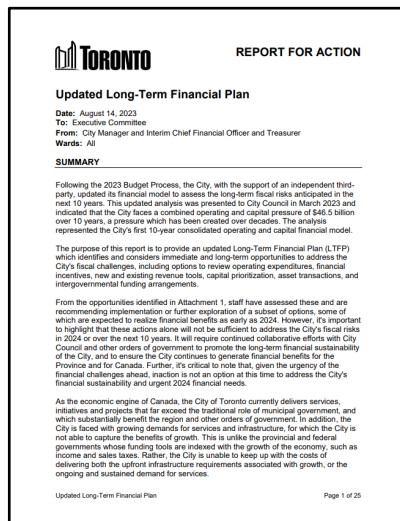 TORONTO
REPORT FOR ACTION
Updated Long-Term Financial Plan
Date: August 14, 2023
To: Executive Committee
From: City Manager and Interim Chief Financial Officer and Treasurer
Wards: All
SUMMARY
Following the 2023 Budget Process, the City, with the support of an independent third-
party, updated its financial model to assess the long-term fiscal risks anticipated in the
next 10 years. This updated analysis was presented to City Council in March 2023 and
indicated that the City faces a combined operating and capital pressure of $46.5 billion
over 10 years, a pressure which has been created over decades. The analysis
represented the City's first 10-year consolidated operating and capital financial model.
The purpose of this report is to provide an updated Long-Term Financial Plan (LTFP)
which identifies and considers immediate and long-term opportunities to address the
City's fiscal challenges, including options to review operating expenditures, financial
incentives, new and existing revenue tools, capital prioritization, asset transactions, and
intergovernmental funding arrangements.
From the opportunities identified in Attachment 1, staff have assessed these and are
recommending implementation or further exploration of a subset of options, some of
which are expected to realize financial benefits as early as 2024. However, it's important
to highlight that these actions alone will not be sufficient to address the City's fiscal risks
in 2024 or over the next 10 years. It will require continued collaborative efforts with City
Council and other orders of government to promote the long-term financial sustainability
of the City, and to ensure the City continues to generate financial benefits for the
Province and for Canada. Further, it's critical to note that, given the urgency of the
financial challenges ahead, inaction is not an option at this time to address the City's
financial sustainability and urgent 2024 financial needs.
As the economic engine of Canada, the City of Toronto currently delivers services,
initiatives and projects that far exceed the traditional role of municipal government, and
which substantially benefit the region and other orders of government. In addition, the
City is faced with growing demands for services and infrastructure, for which the City is
not able to capture the benefits of growth. This is unlike the provincial and federal
governments whose funding tools are indexed with the growth of the economy, such as
income and sales taxes. Rather, the City is unable to keep up with the costs of
delivering both the upfront infrastructure requirements associated with growth, or the
ongoing and sustained demand for services.
Updated Long-Term Financial Plan
Page 1 of 25